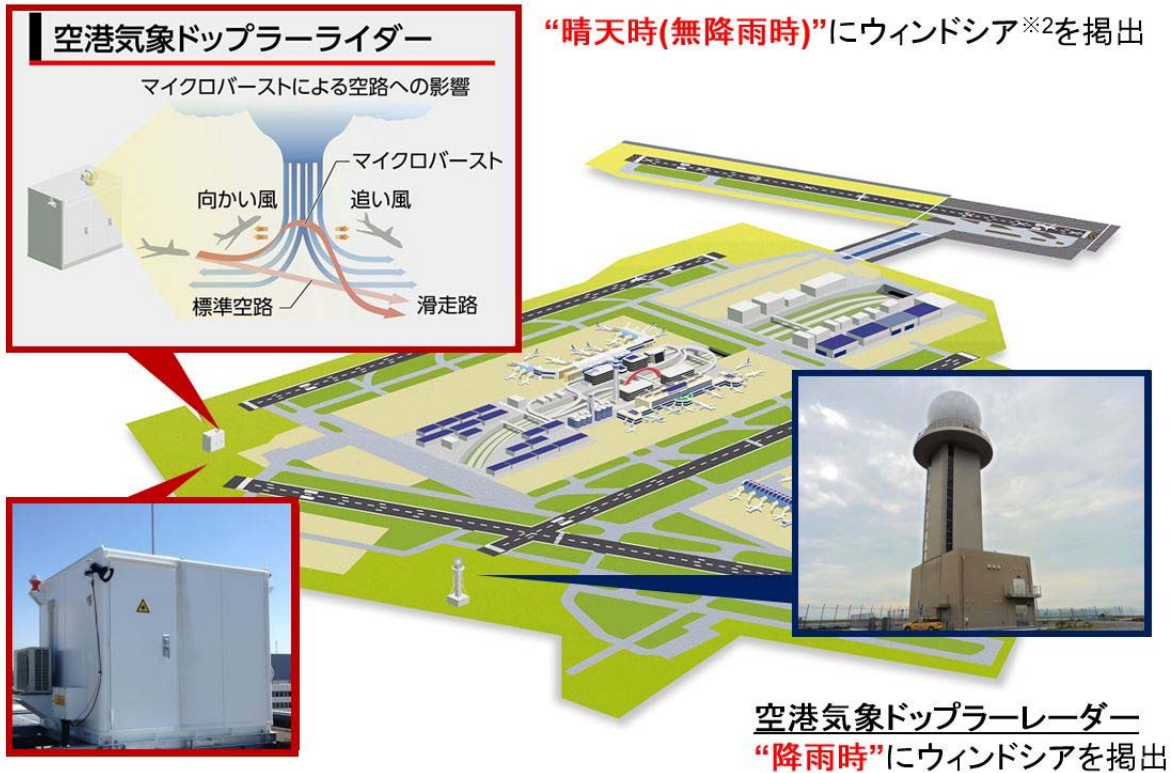 空港気象ドップラーライダー
マイクロバーストによる空路への影響
マイクロバースト
向かい風
追い風
標準空路
滑走路
“晴天時(無降雨時)”にウィンドシア※2を掲出
空港気象ドップラーレーダー
“降雨時”にウィンドシアを掲出